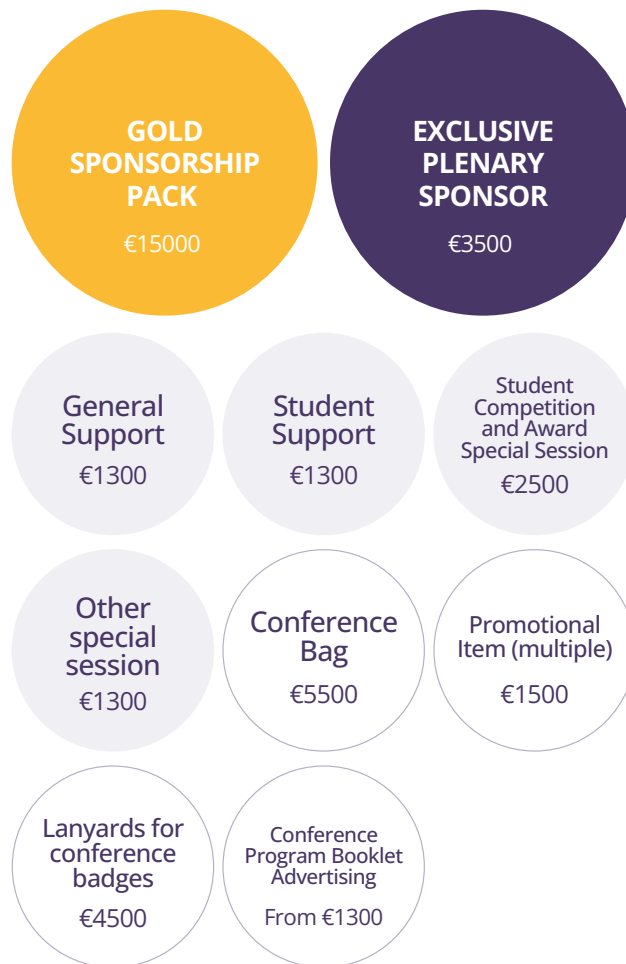 GOLD
SPONSORSHIP
PACK
€15000
EXCLUSIVE
PLENARY
SPONSOR
€3500
General
Support
€1300
Student
Support
€1300
Student
Competition
and Award
Special Session
€2500
Other
special
session
€1300
Conference
Bag
€5500
Promotional
Item (multiple)
€1500
Lanyards for
conference
badges
€4500
Conference
Program Booklet
Advertising
From €1300